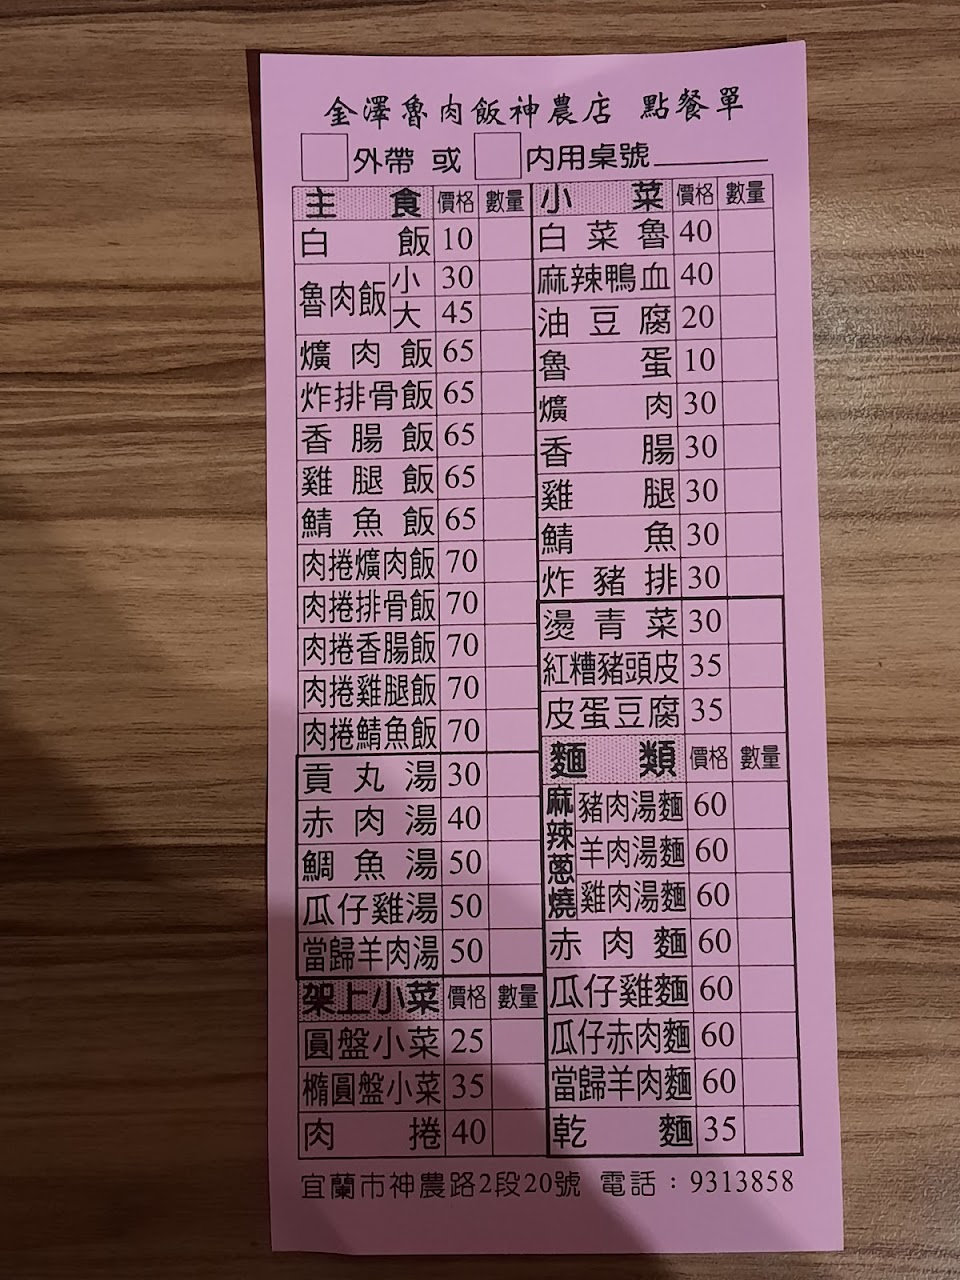 金澤魯肉飯神農店 點餐單
外帶 或 內用桌號
主食 價格 數量
白飯 10
魯肉飯 小 30
大 45
爌肉飯 65
炸排骨飯 65
香腸飯 65
雞腿飯 65
鯖魚飯 65
肉捲爌肉飯 70
肉捲排骨飯 70
肉捲香腸飯 70
肉捲雞腿飯 70
肉捲鯖魚飯 70
貢丸湯 30
赤肉湯 40
鯛魚湯 50
瓜仔雞湯 50
當歸羊肉湯 50
架上小菜 價格 數量
圓盤小菜 25
橢圓盤小菜 35
肉捲 40
小菜 價格 數量
白菜魯 40
麻辣鴨血 40
油豆腐 20
魯蛋 10
爌肉 30
香腸 30
雞腿 30
鯖魚 30
炸豬排 30
燙青菜 30
紅糟豬頭皮 35
皮蛋豆腐 35
麵類 價格 數量
麻辣蔥燒 豬肉湯麵 60
羊肉湯麵 60
雞肉湯麵 60
赤肉麵 60
瓜仔雞麵 60
瓜仔赤肉麵 60
當歸羊肉麵 60
乾麵 35
宜蘭市神農路2段20號 電話：9313858